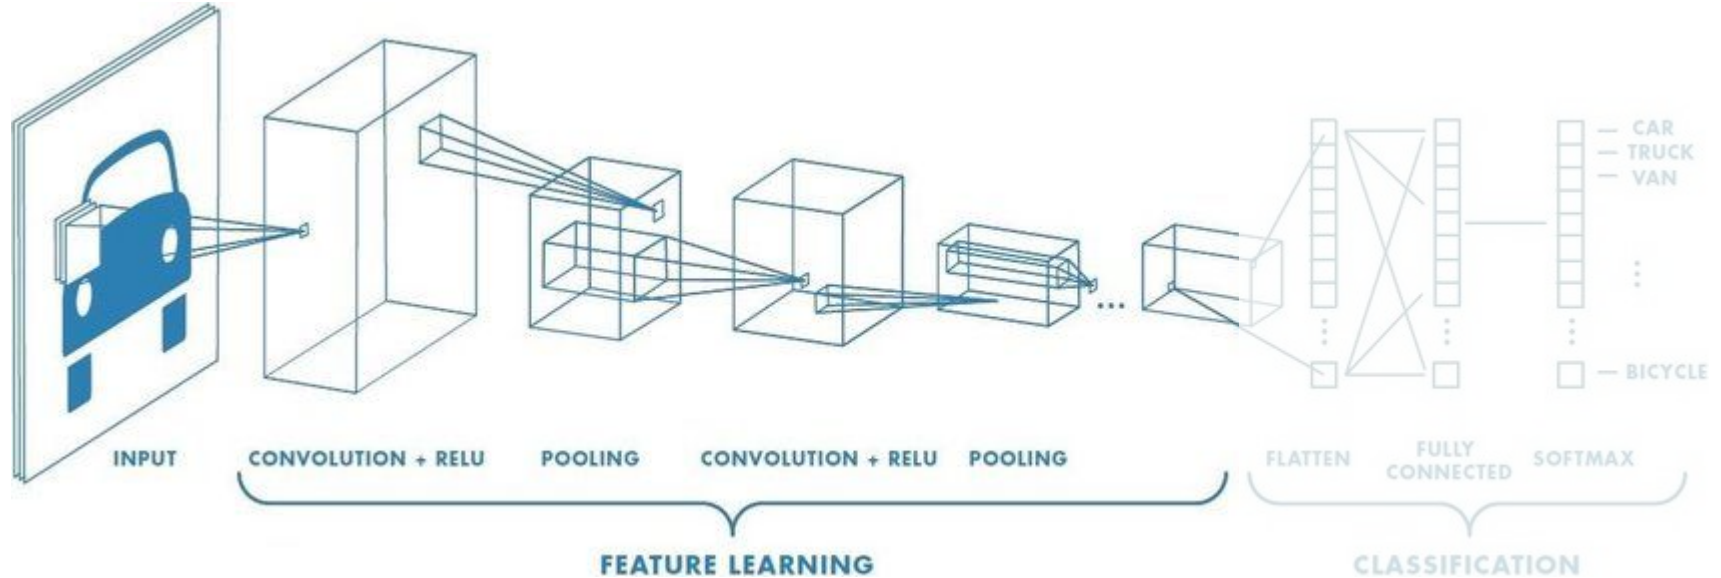 CAR
TRUCK
VAN
BICYCLE
INPUT
CONVOLUTION + RELU
POOLING
CONVOLUTION + RELU
POOLING
FLATTEN
FULLY
CONNECTED
SOFTMAX
FEATURE LEARNING
CLASSIFICATION